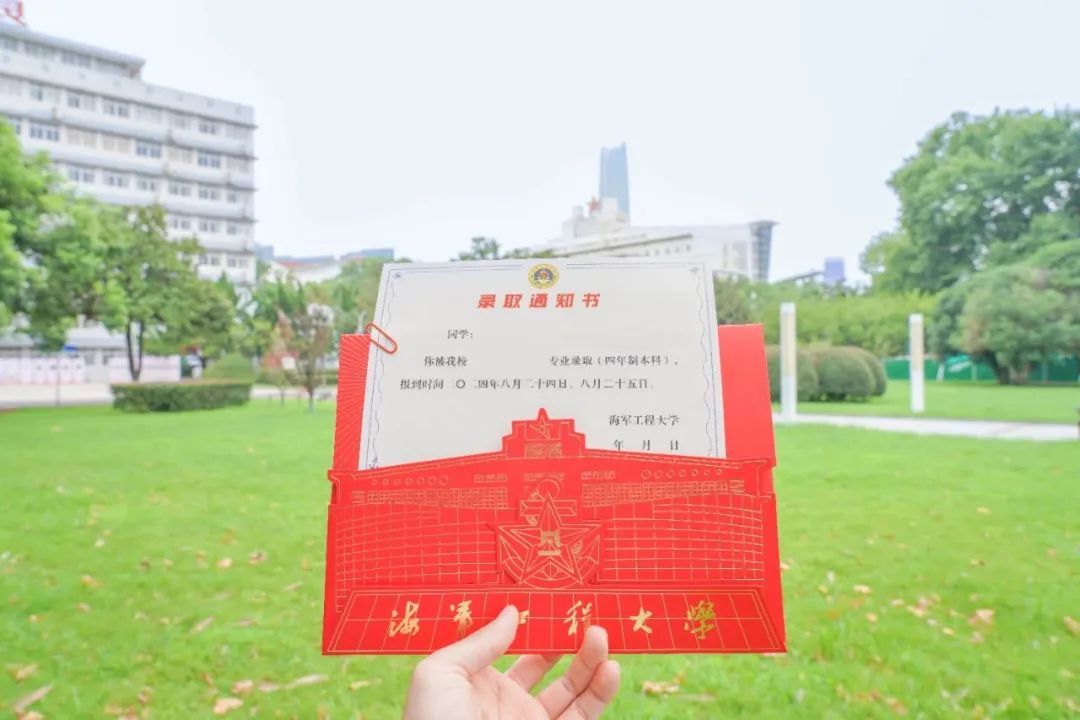 录取通知书
同学:
你被我校 专业录取(四年制本科),
报到时间二〇二四年八月二十四日、八月二十五日。
海军工程大学
年 月 日
海军工程大学